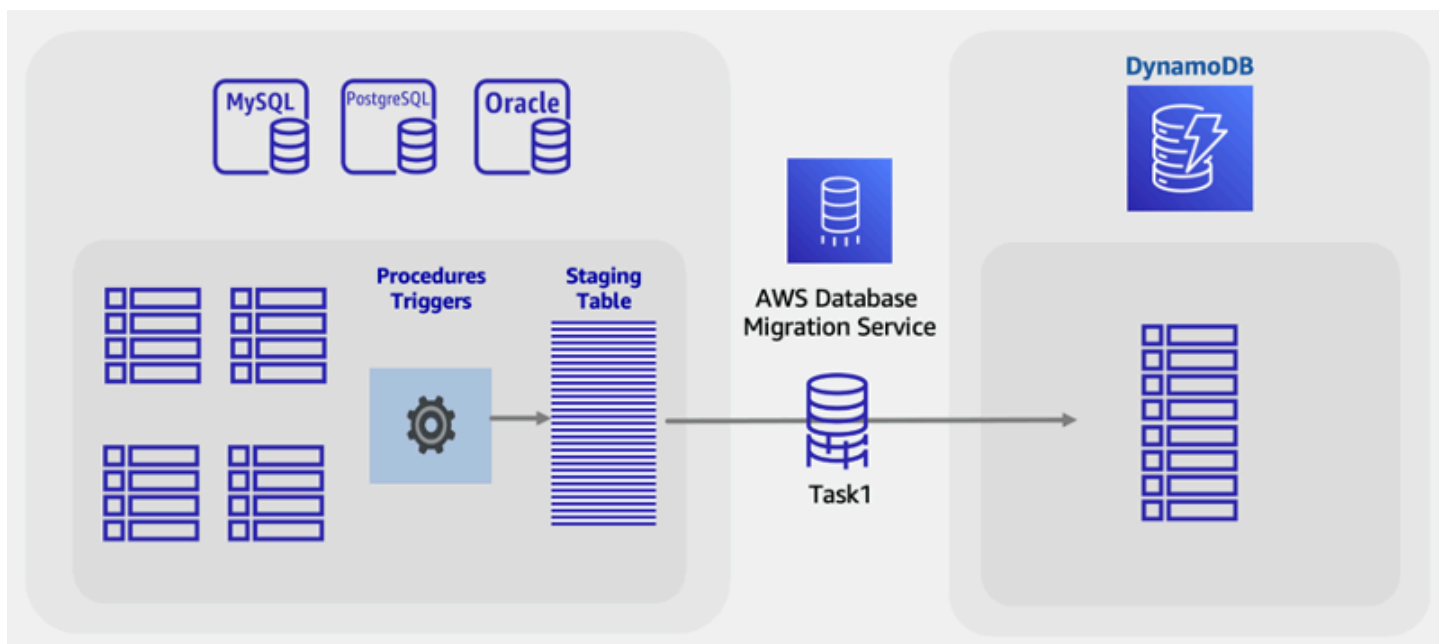 MySQL
PostgreSQL
Oracle
DynamoDB
Procedures
Triggers
Staging
Table
AWS Database
Migration Service
Task1